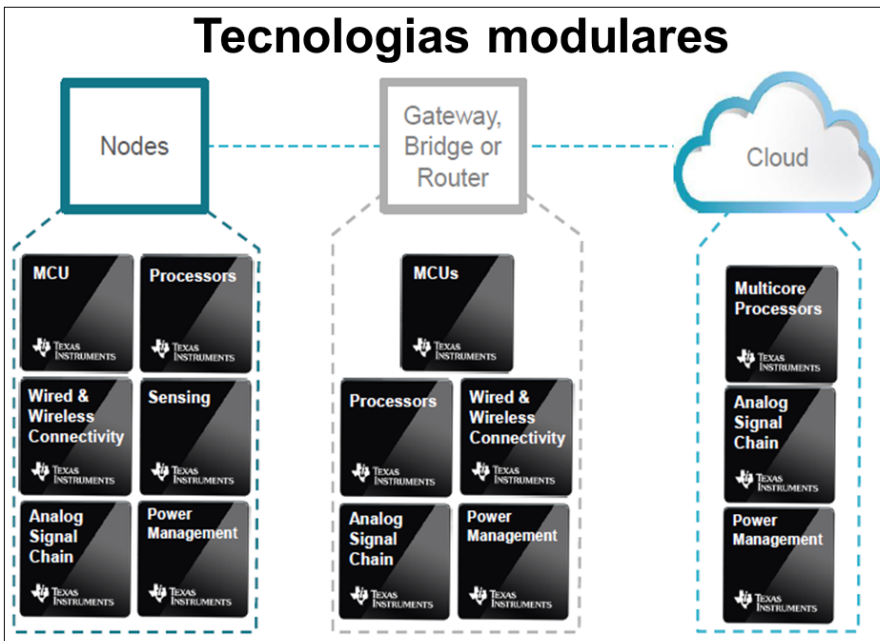 Tecnologias modulares
Nodes
Gateway,
Bridge or
Router
Cloud
MCU
TEXAS
INSTRUMENTS
Processors
TEXAS
INSTRUMENTS
Wired &
Wireless
Connectivity
TEXAS
INSTRUMENTS
Sensing
TEXAS
INSTRUMENTS
Analog
Signal
Chain
TEXAS
INSTRUMENTS
Power
Management
TEXAS
INSTRUMENTS
MCUs
TEXAS
INSTRUMENTS
Processors
TEXAS
INSTRUMENTS
Wired &
Wireless
Connectivity
TEXAS
INSTRUMENTS
Analog
Signal
Chain
TEXAS
INSTRUMENTS
Power
Management
TEXAS
INSTRUMENTS
Multicore
Processors
TEXAS
INSTRUMENTS
Analog
Signal
Chain
TEXAS
INSTRUMENTS
Power
Management
TEXAS
INSTRUMENTS